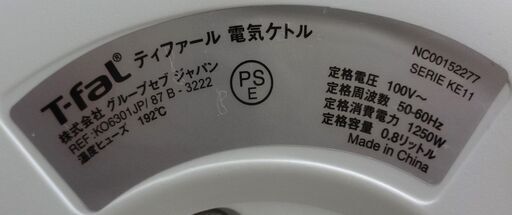 T-faL® ティファール 電気ケトル
株式会社 グループセブ ジャパン
REF:KO6301JP/ 87 B - 3222
温度ヒューズ 192℃
PS
E
NC00152277
SERIE KE11
定格電圧 100V～
定格周波数 50-60Hz
定格消費電力 1250W
定格容量 0.8リットル
Made in China